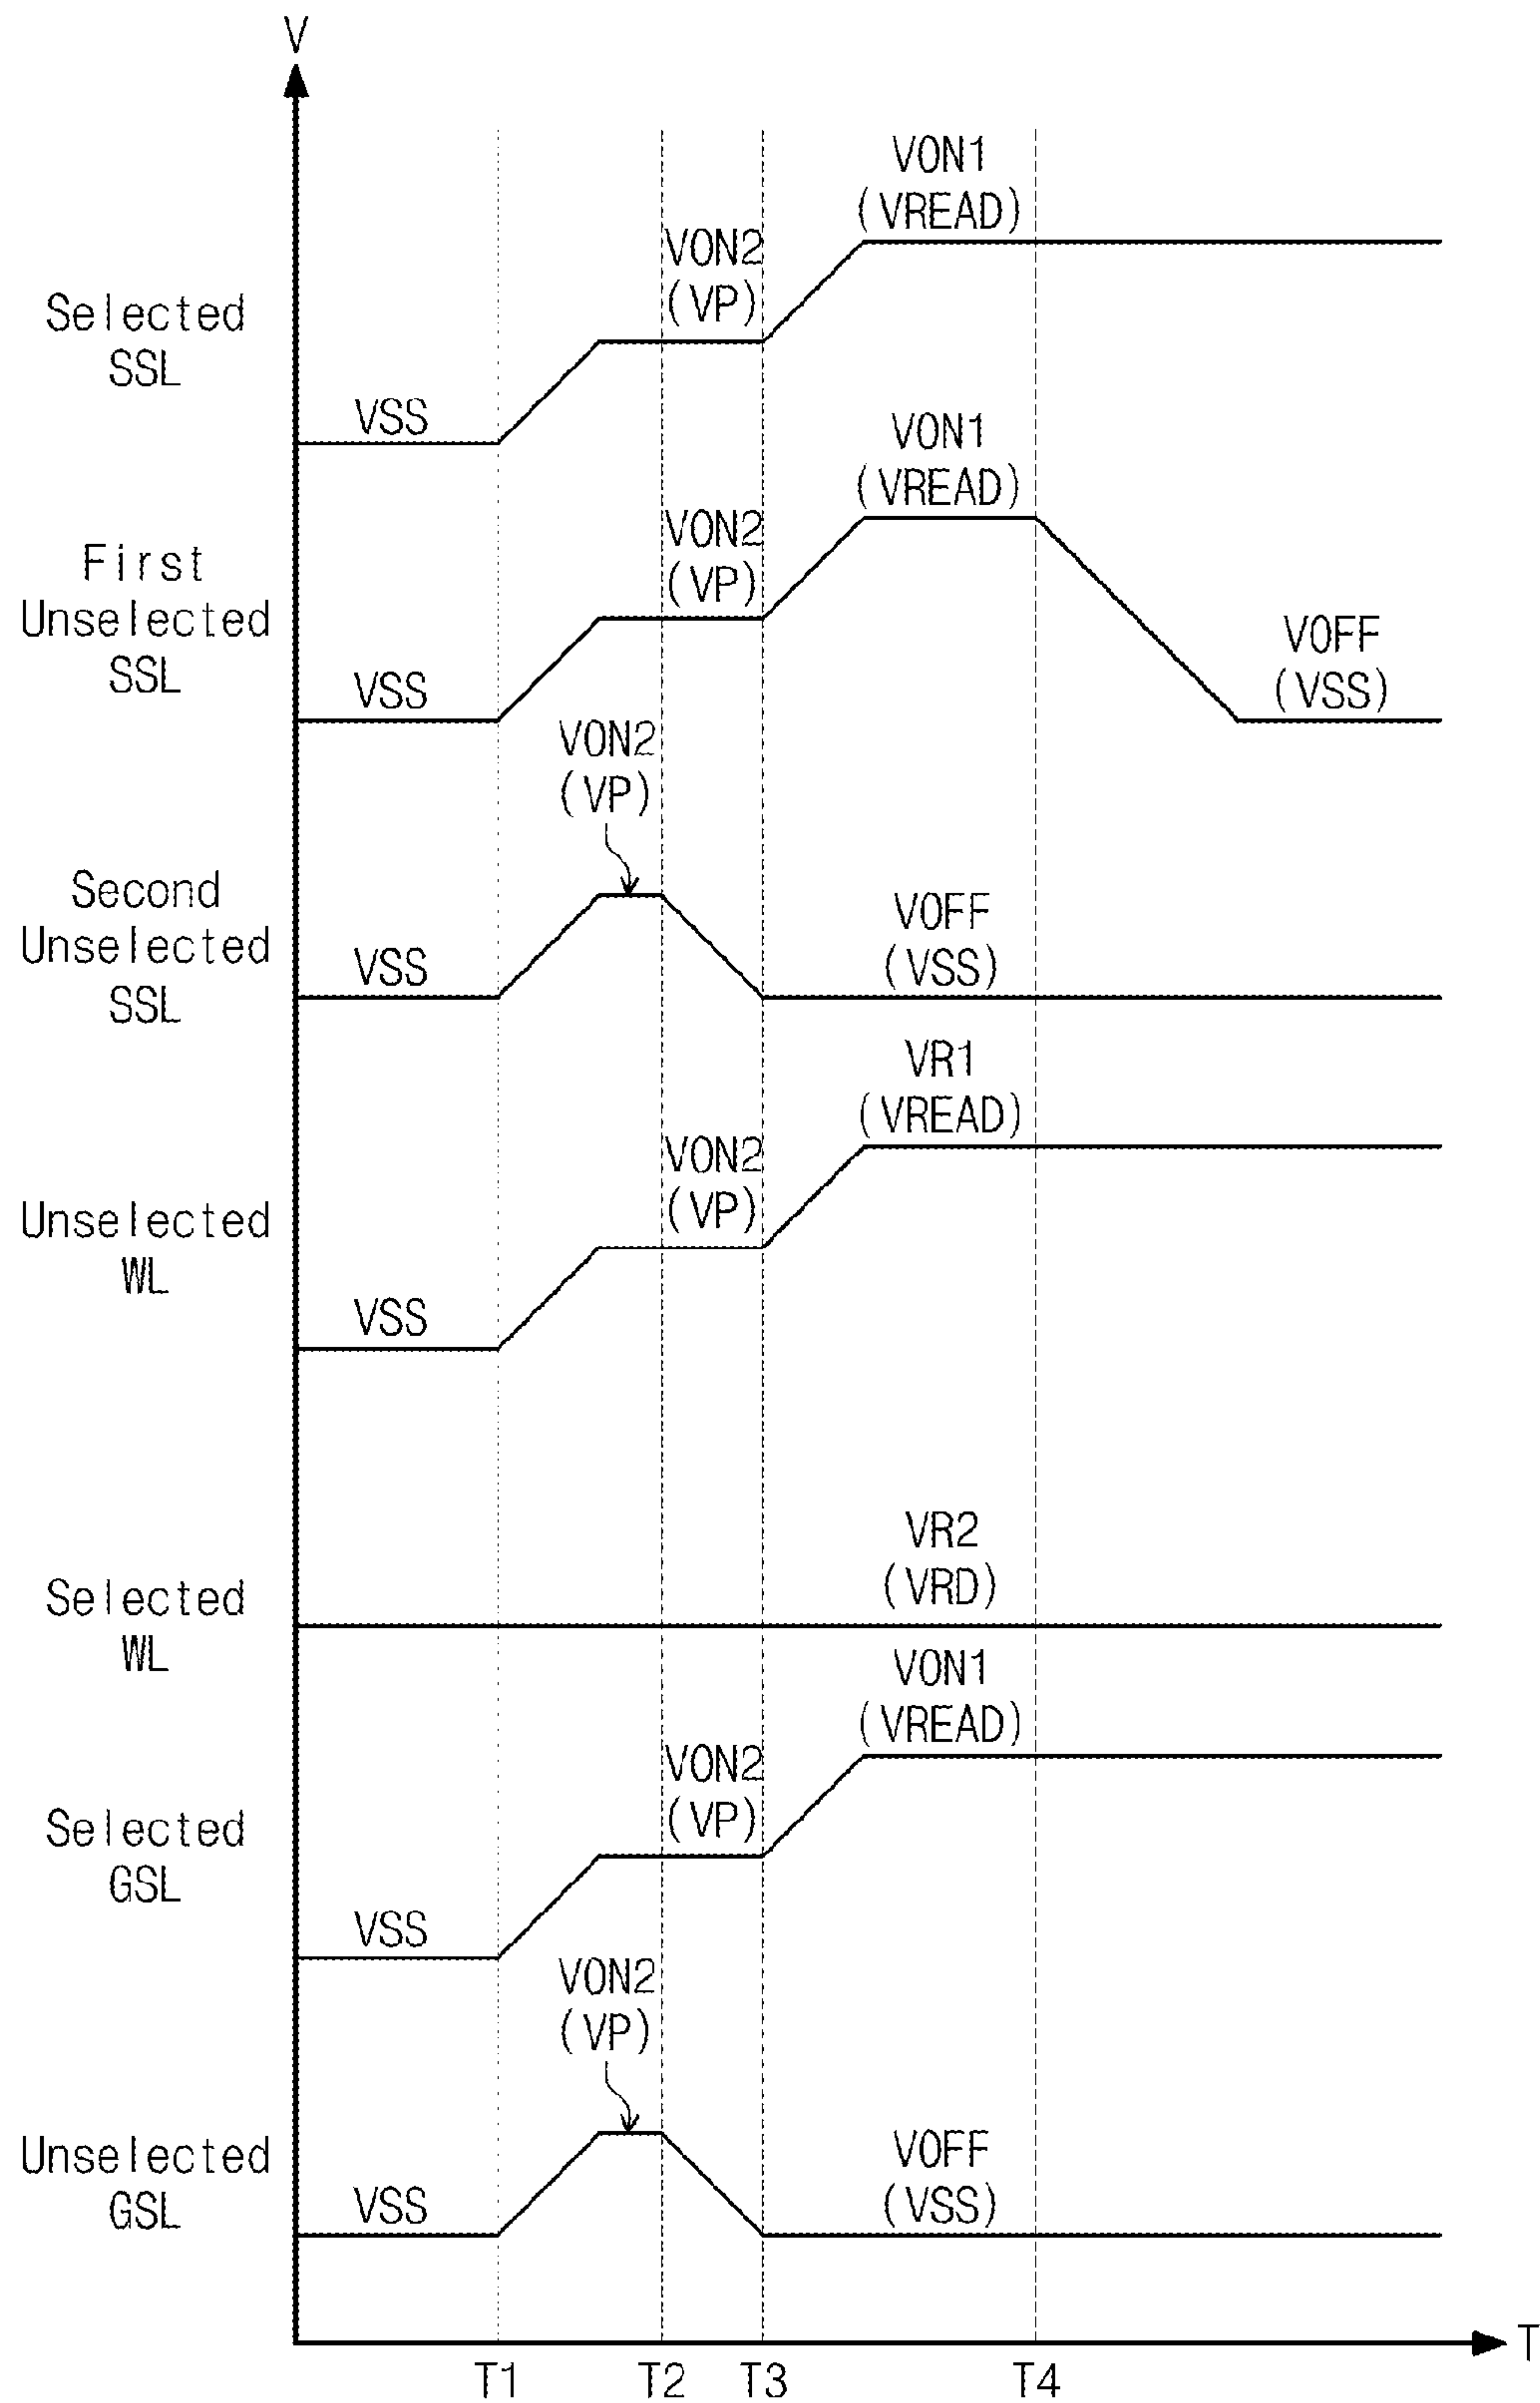 V
VON1
(VREAD)
VON2
(VP)
Selected
SSL
VSS
VON1
(VREAD)
VON2
(VP)
First
Unselected
SSL
VSS
VOFF
(VSS)
VON2
(VP)
Second
Unselected
SSL
VSS
VOFF
(VSS)
VR1
(VREAD)
VON2
(VP)
Unselected
WL
VSS
VR2
(VRD)
Selected
WL
VON1
(VREAD)
VON2
(VP)
Selected
GSL
VSS
VON2
(VP)
Unselected
GSL
VSS
VOFF
(VSS)
T
T1 T2 T3 T4